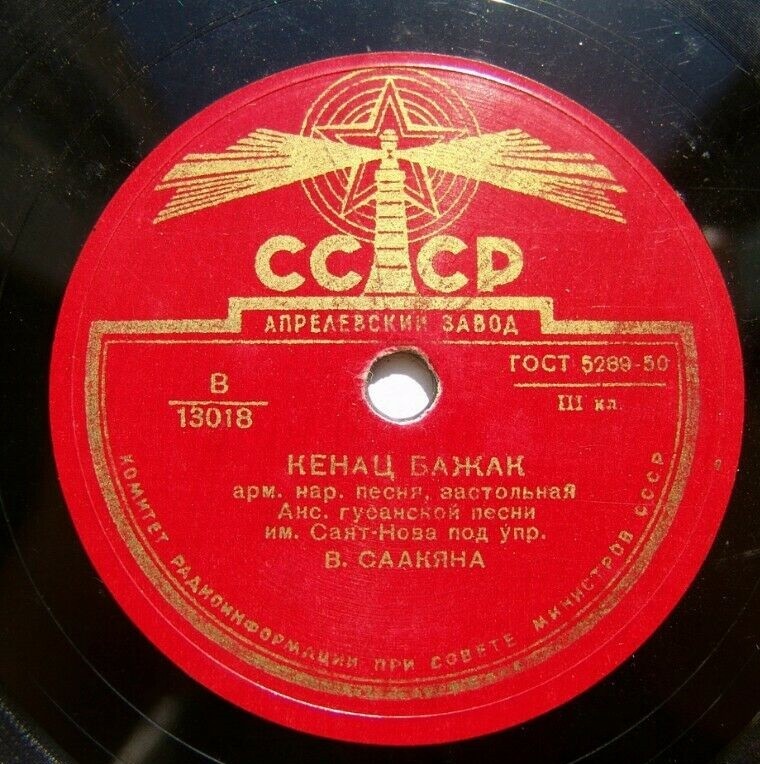 СССР
АПРЕЛЕВСКИЙ ЗАВОД
В
13018
ГОСТ 5289-50
III кл.
КЕНАЦ БАЖАК
арм. нар. песня, застольная
Анс. гусанской песни
им. Саят-Нова под упр.
В. СААКЯНА
КОМИТЕТ РАДИОИНФОРМАЦИИ ПРИ СОВЕТЕ МИНИСТРОВ СССР